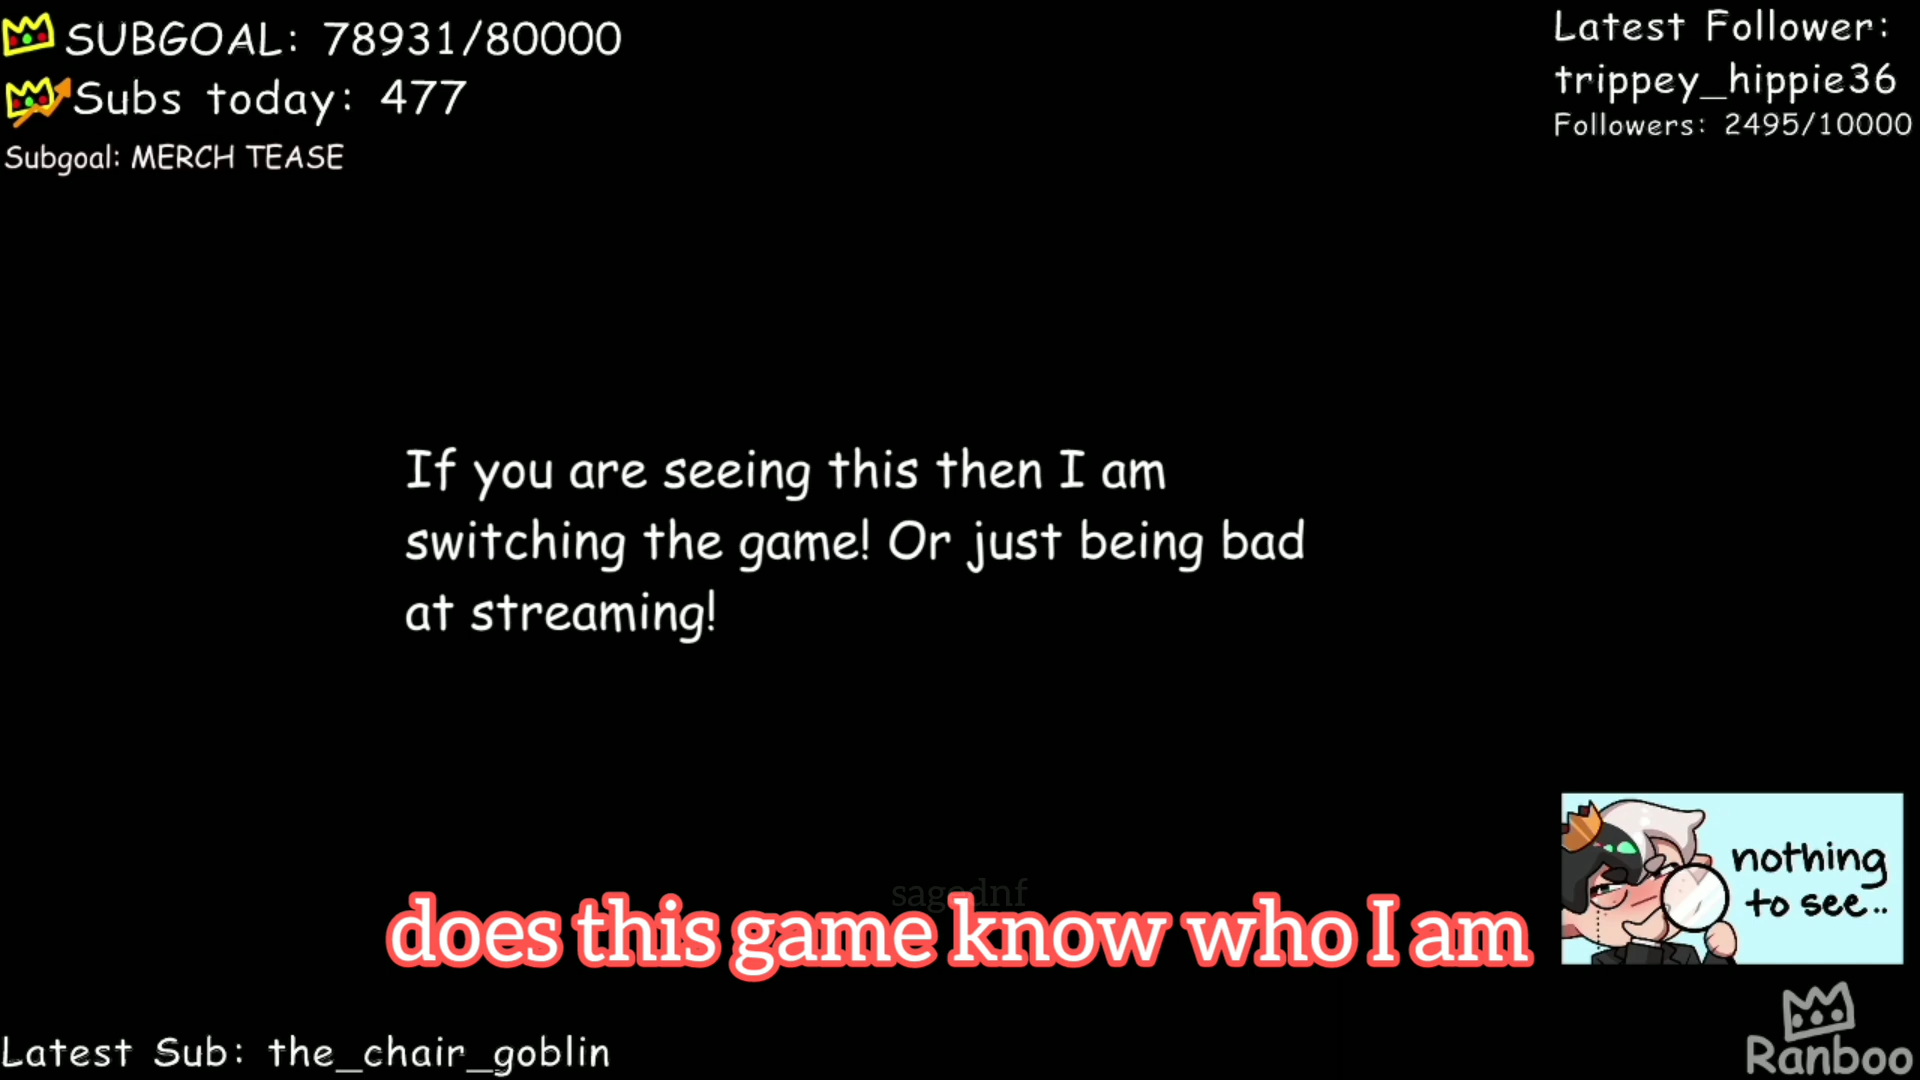 SUBGOAL: 78931/80000
Subs today: 477
Subgoal: MERCH TEASE
Latest Follower:
trippey_hippie36
Followers: 2495/10000
If you are seeing this then I am
switching the game! Or just being bad
at streaming!
nothing
to see..
sagednf
does this game know who I am
Latest Sub: the_chair_goblin
Ranboo